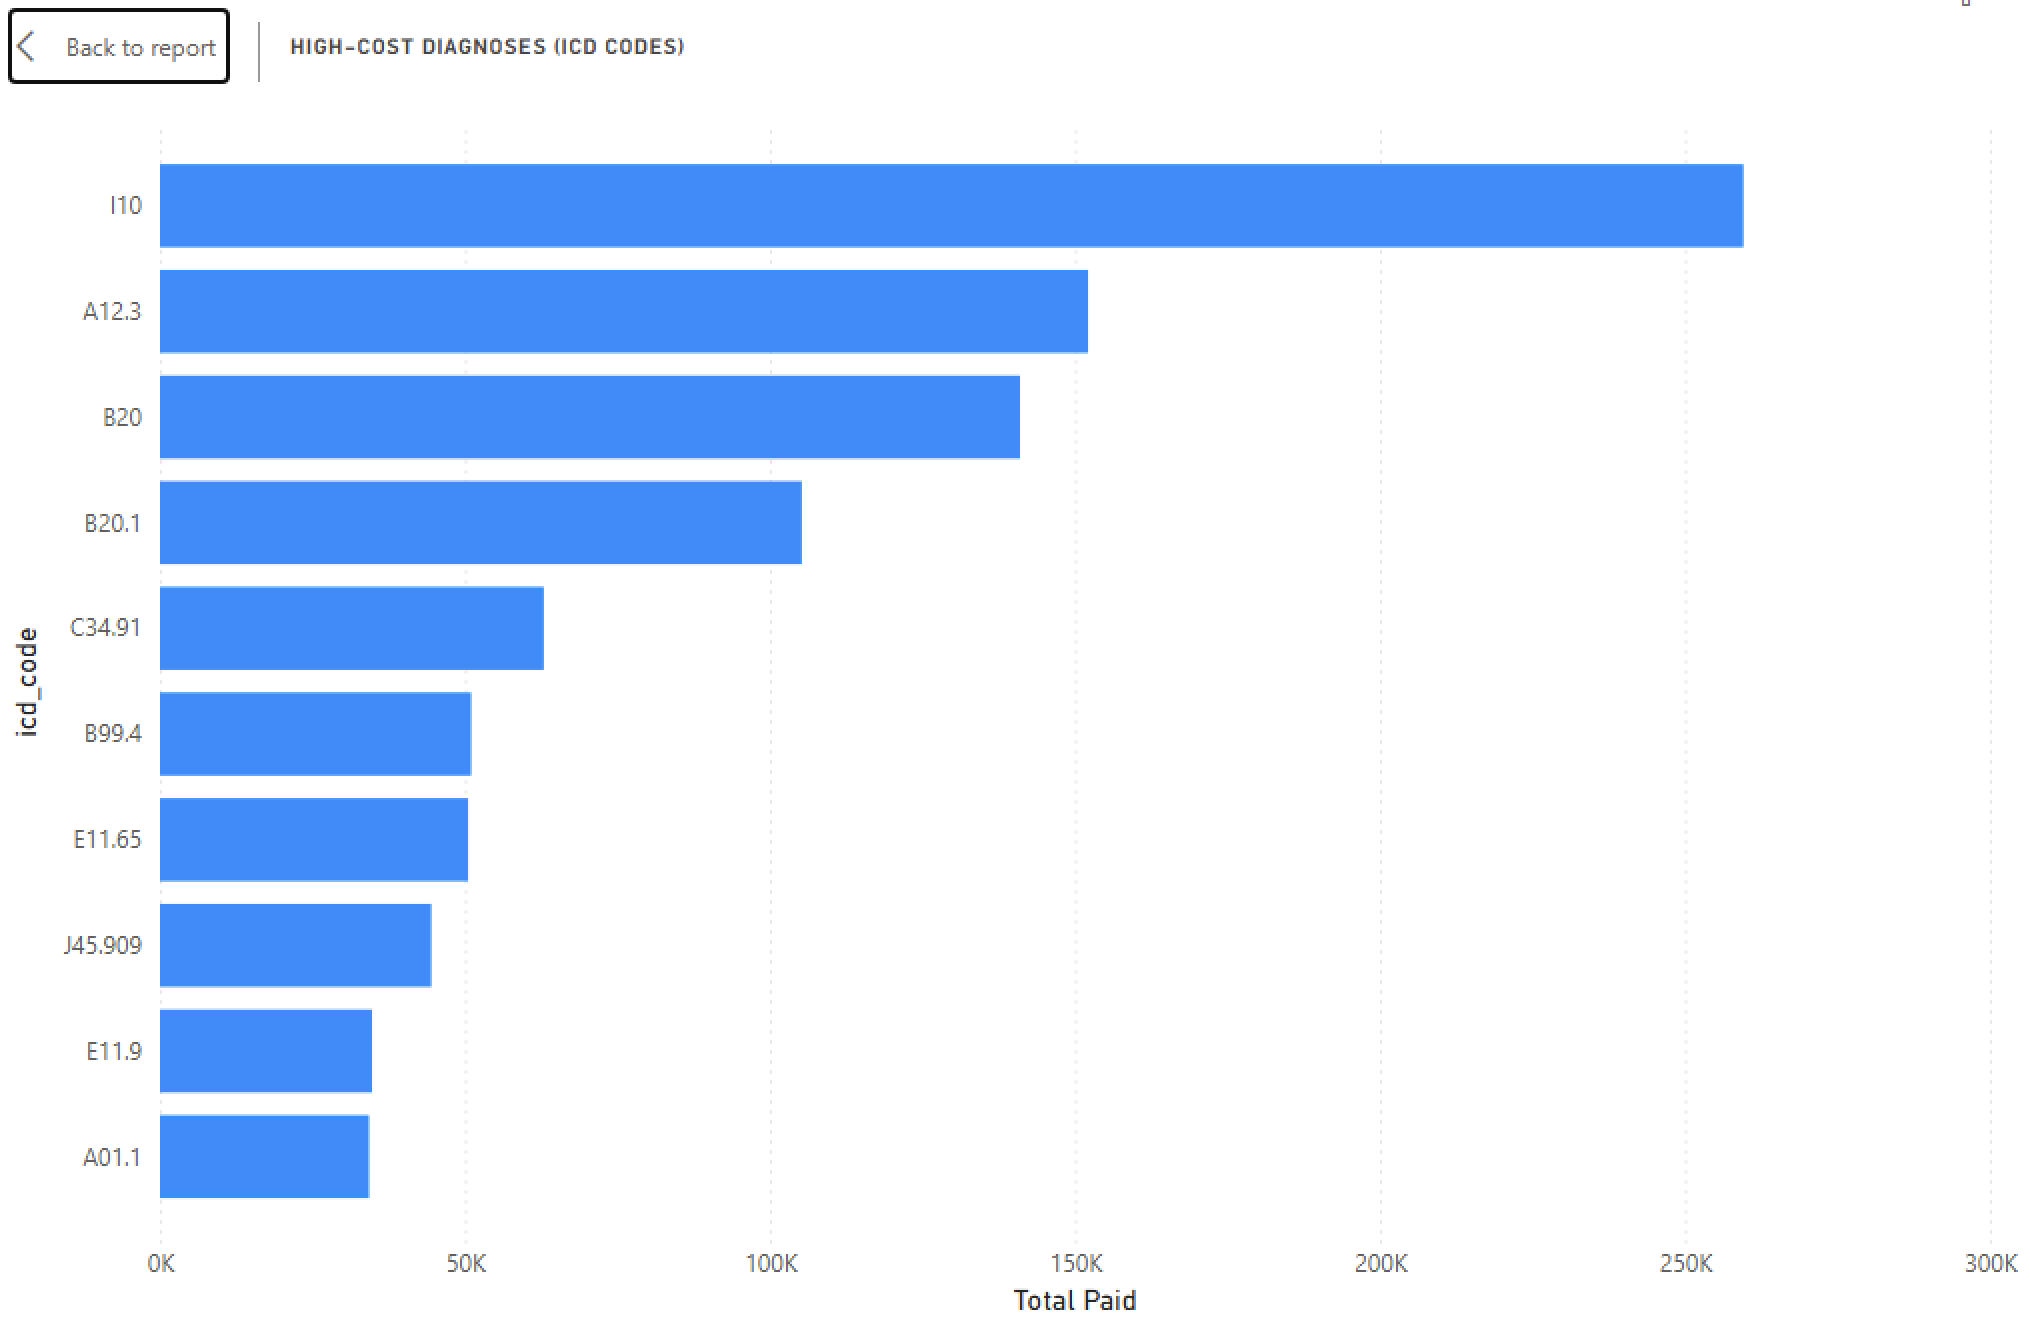 Back to report
HIGH-COST DIAGNOSES (ICD CODES)
I10
A12.3
B20
B20.1
C34.91
B99.4
E11.65
J45.909
E11.9
A01.1
icd_code
0K 50K 100K 150K 200K 250K 300K
Total Paid